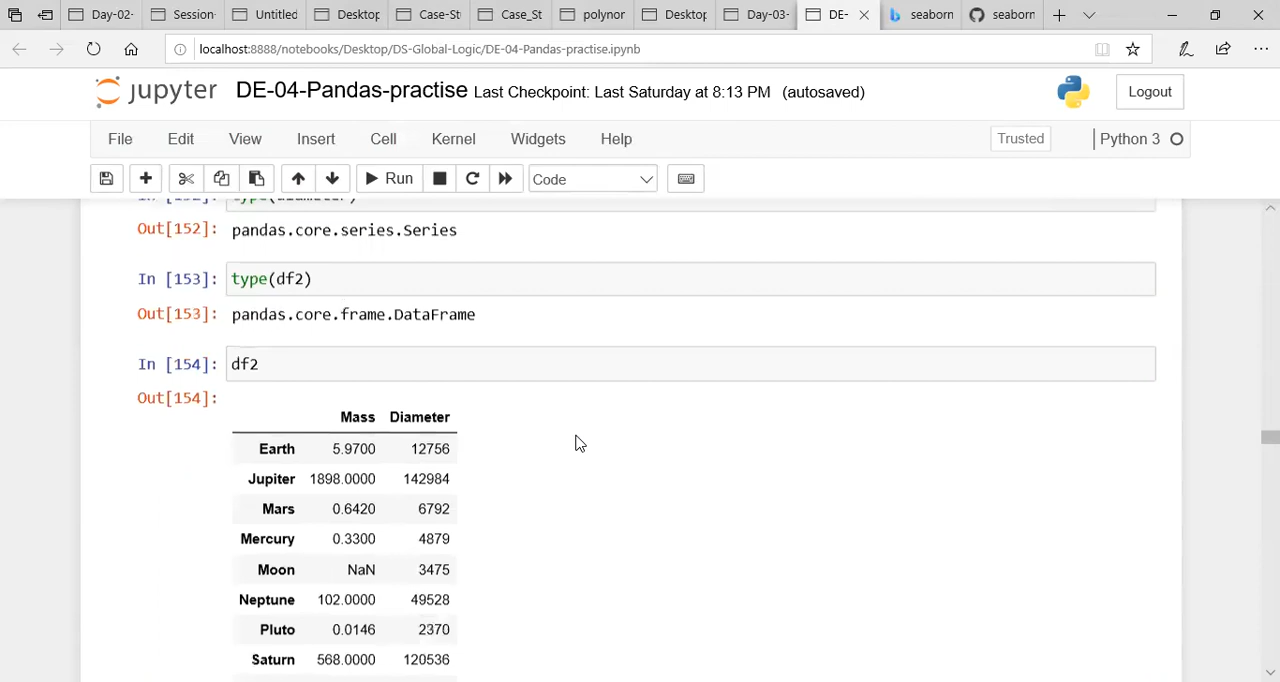 Day-02-
Session-
Untitled
Desktop
Case-St
Case_St
polynor
Desktop
Day-03-
DE-
seaborn
seaborn
localhost:8888/notebooks/Desktop/DS-Global-Logic/DE-04-Pandas-practise.ipynb
jupyter DE-04-Pandas-practise Last Checkpoint: Last Saturday at 8:13 PM (autosaved)
Logout
File Edit View Insert Cell Kernel Widgets Help
Trusted
Python 3
Run
Code
In [152]: type(diameter)
Out[152]: pandas.core.series.Series
In [153]: type(df2)
Out[153]: pandas.core.frame.DataFrame
In [154]: df2
Out[154]:
Mass Diameter
Earth 5.9700 12756
Jupiter 1898.0000 142984
Mars 0.6420 6792
Mercury 0.3300 4879
Moon NaN 3475
Neptune 102.0000 49528
Pluto 0.0146 2370
Saturn 568.0000 120536